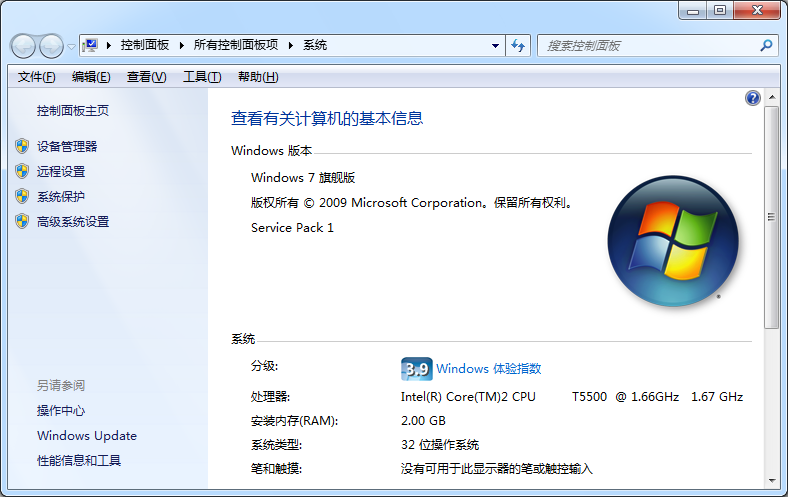 控制面板 ▸ 所有控制面板项 ▸ 系统
搜索控制面板
文件(F) 编辑(E) 查看(V) 工具(T) 帮助(H)
控制面板主页
设备管理器
远程设置
系统保护
高级系统设置
另请参阅
操作中心
Windows Update
性能信息和工具
查看有关计算机的基本信息
Windows 版本
Windows 7 旗舰版
版权所有 © 2009 Microsoft Corporation。保留所有权利。
Service Pack 1
系统
分级: 3.9 Windows 体验指数
处理器: Intel(R) Core(TM)2 CPU T5500 @ 1.66GHz 1.67 GHz
安装内存(RAM): 2.00 GB
系统类型: 32 位操作系统
笔和触摸: 没有可用于此显示器的笔或触控输入